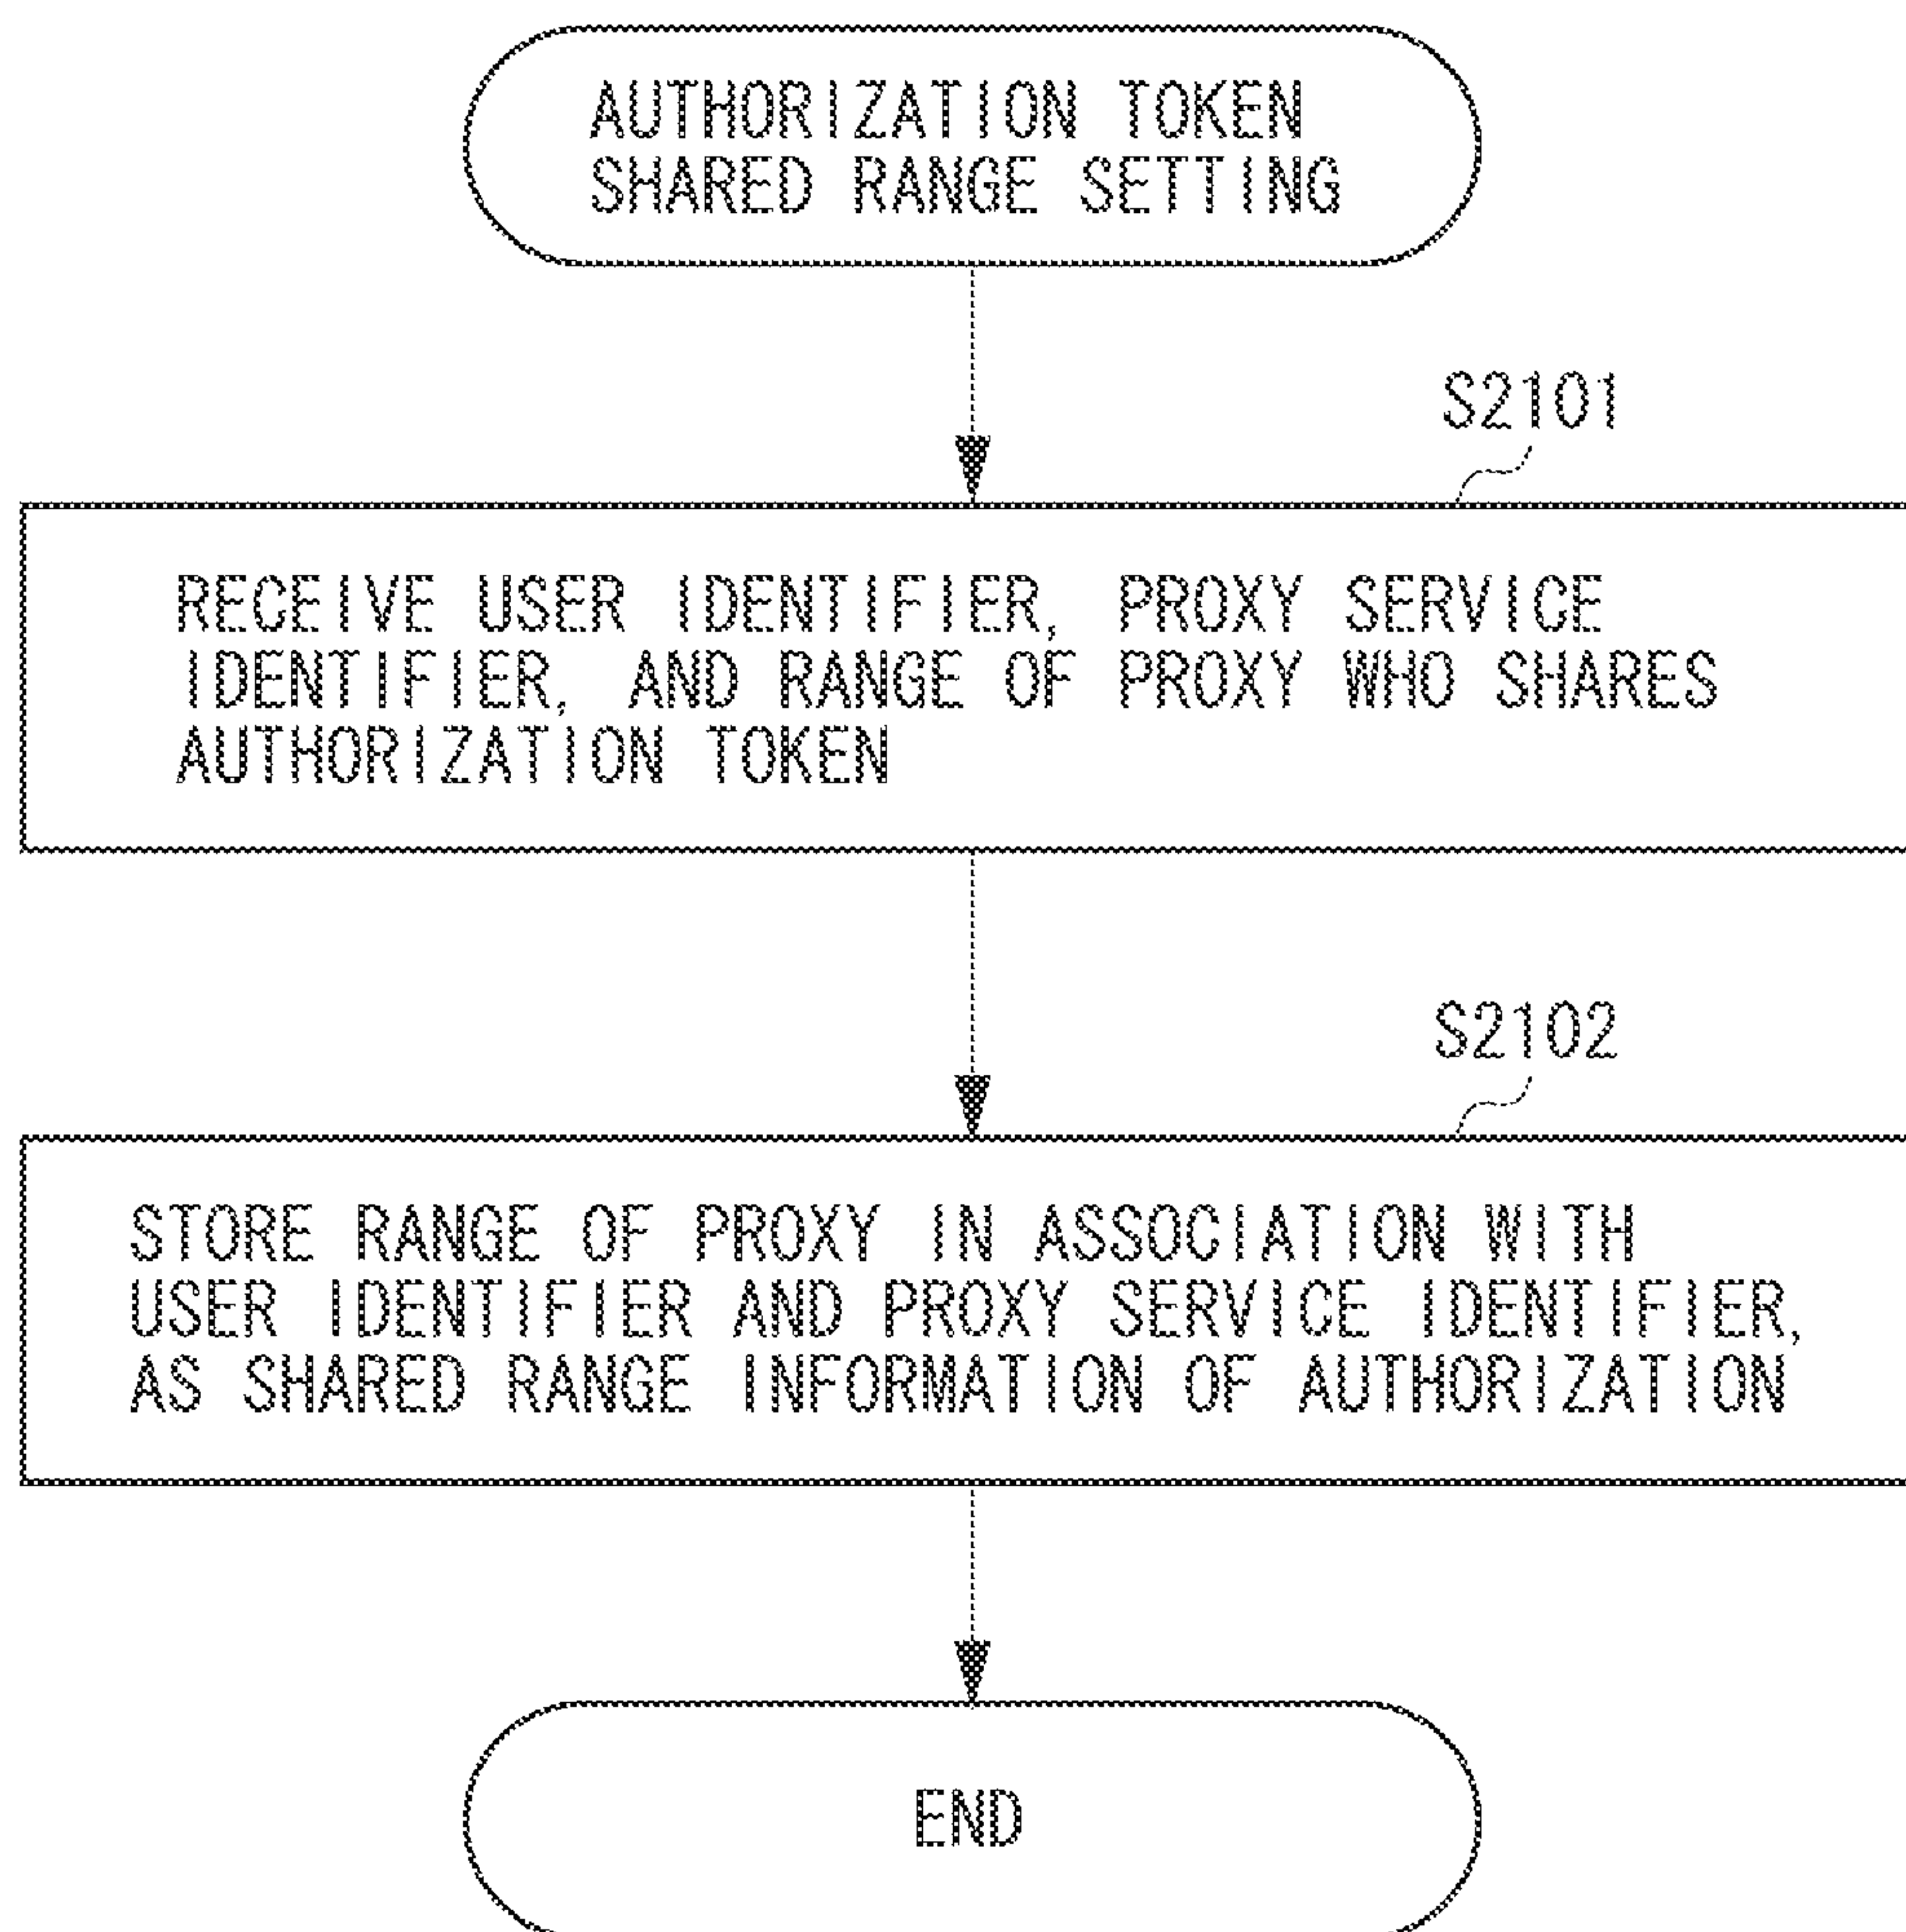 AUTHORIZATION TOKEN
SHARED RANGE SETTING
S2101
RECEIVE USER IDENTIFIER, PROXY SERVICE
IDENTIFIER, AND RANGE OF PROXY WHO SHARES
AUTHORIZATION TOKEN
S2102
STORE RANGE OF PROXY IN ASSOCIATION WITH
USER IDENTIFIER AND PROXY SERVICE IDENTIFIER,
AS SHARED RANGE INFORMATION OF AUTHORIZATION
END